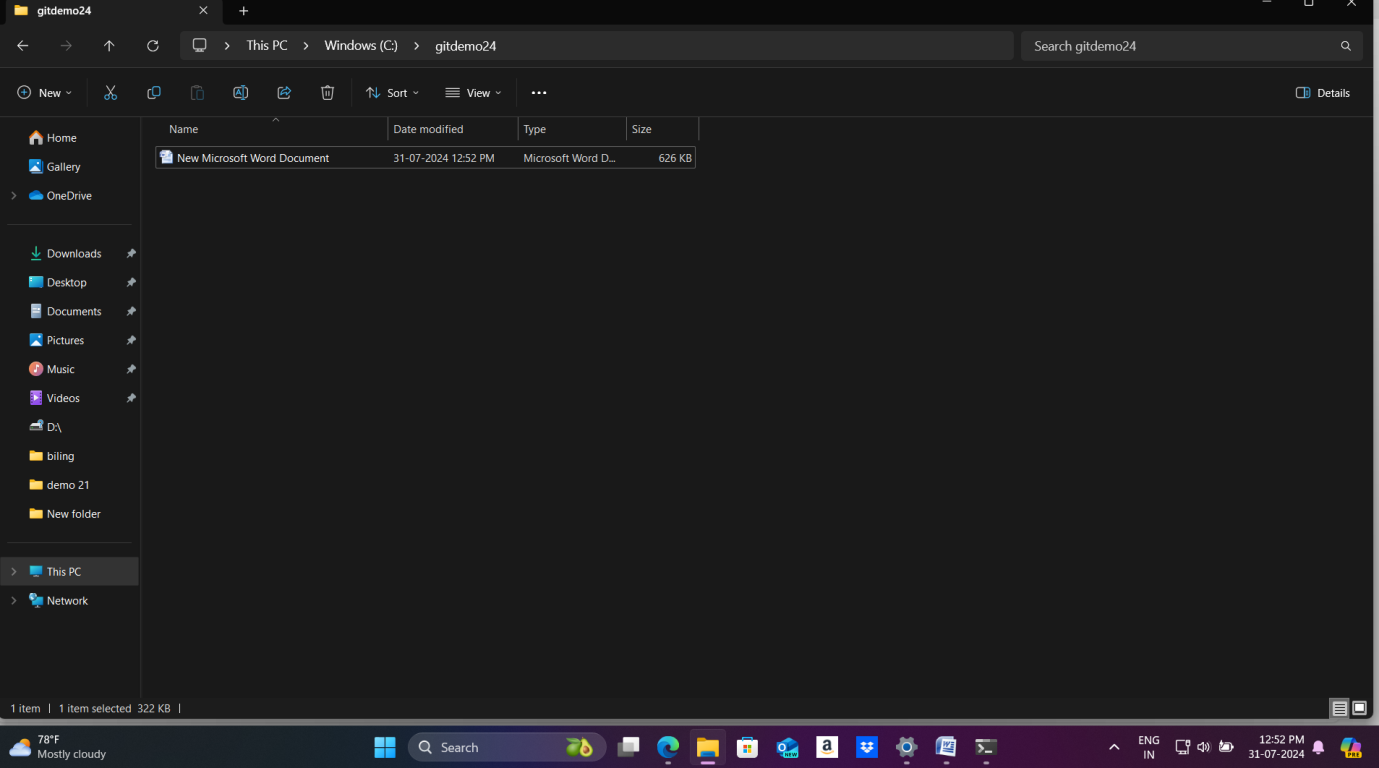 gitdemo24
This PC
Windows (C:)
gitdemo24
Search gitdemo24
New
Sort
View
Details
Name
Date modified
Type
Size
New Microsoft Word Document
31-07-2024 12:52 PM
Microsoft Word D...
626 KB
Home
Gallery
OneDrive
Downloads
Desktop
Documents
Pictures
Music
Videos
D:\
biling
demo 21
New folder
This PC
Network
1 item
1 item selected 322 KB
78°F
Mostly cloudy
Search
NEW
a
ENG
IN
12:52 PM
31-07-2024
PRE